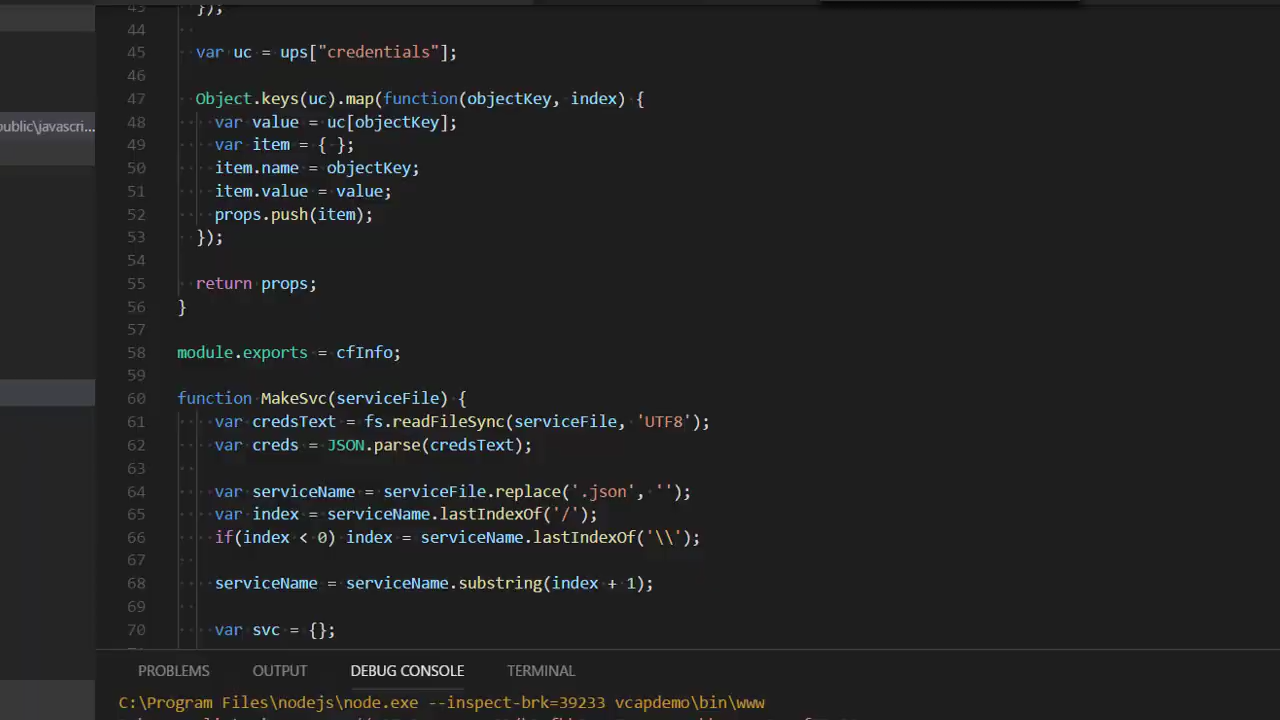 43 });
44
45 var uc = ups["credentials"];
46
47 Object.keys(uc).map(function(objectKey, index) {
48 var value = uc[objectKey];
49 var item = { };
50 item.name = objectKey;
51 item.value = value;
52 props.push(item);
53 });
54
55 return props;
56 }
57
58 module.exports = cfInfo;
59
60 function MakeSvc(serviceFile) {
61 var credsText = fs.readFileSync(serviceFile, 'UTF8');
62 var creds = JSON.parse(credsText);
63
64 var serviceName = serviceFile.replace('.json', '');
65 var index = serviceName.lastIndexOf('/');
66 if(index < 0) index = serviceName.lastIndexOf('\\');
67
68 serviceName = serviceName.substring(index + 1);
69
70 var svc = {};
public\javascri...
PROBLEMS OUTPUT DEBUG CONSOLE TERMINAL
C:\Program Files\nodejs\node.exe --inspect-brk=39233 vcapdemo\bin\www